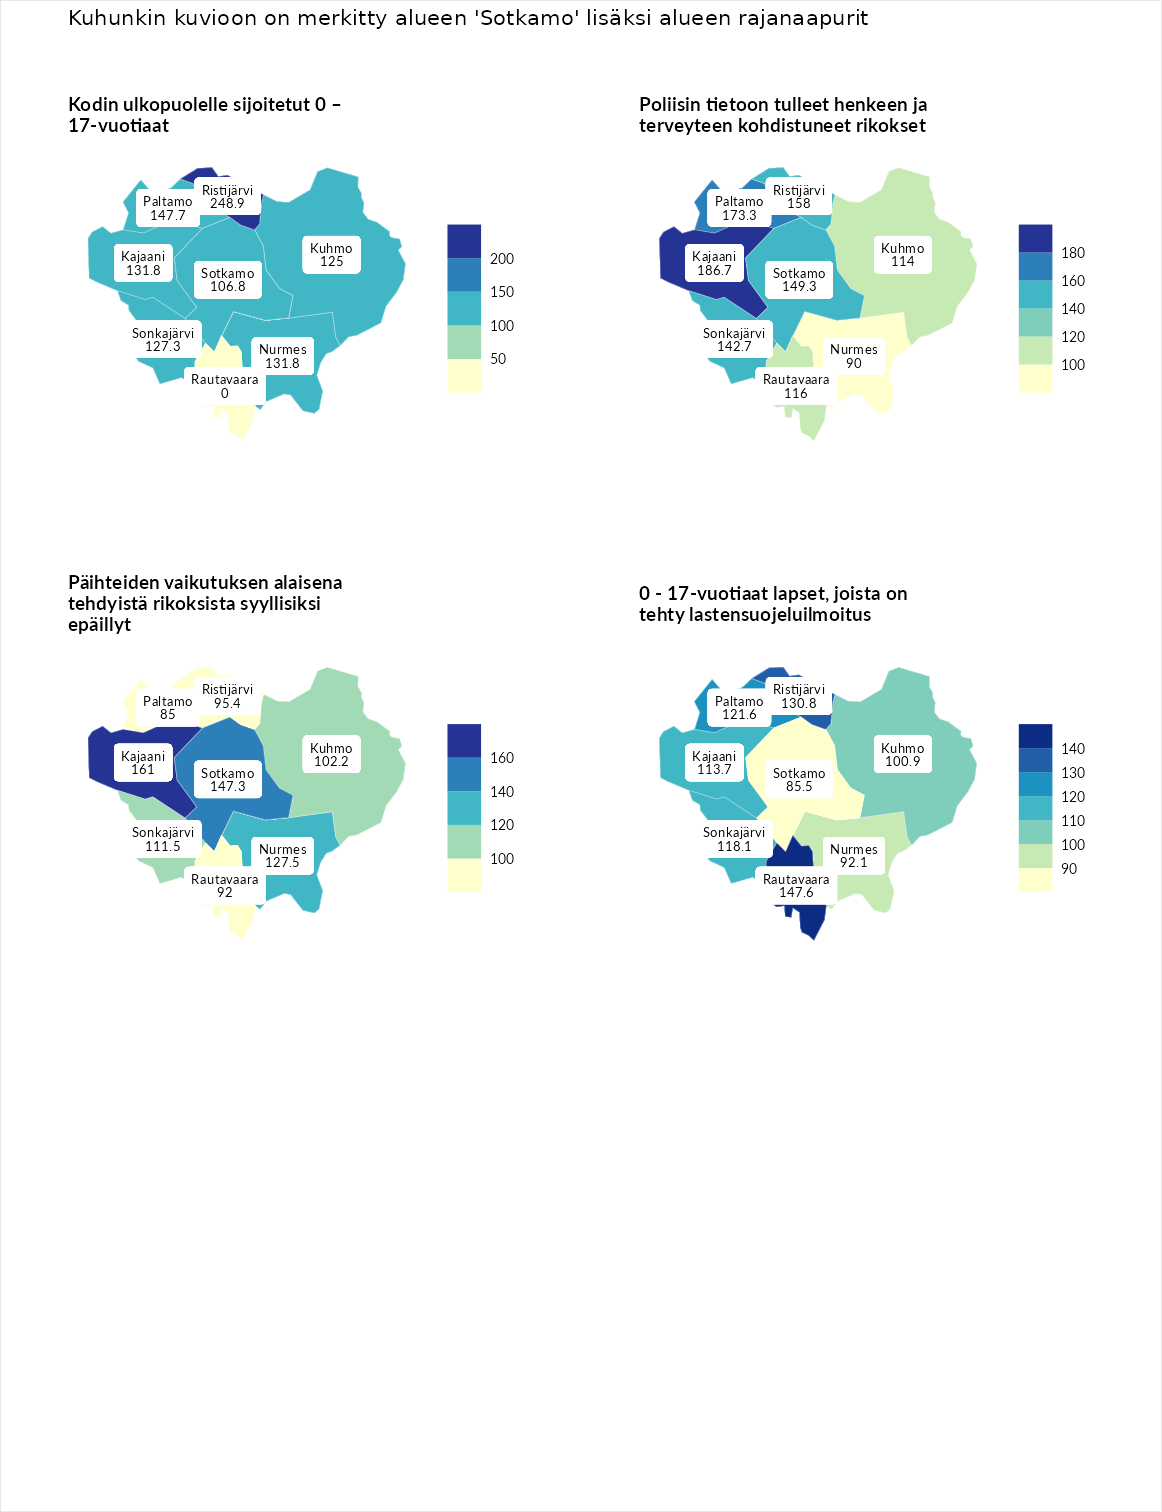 Kuhunkin kuvioon on merkitty alueen 'Sotkamo' lisäksi alueen rajanaapurit
Kodin ulkopuolelle sijoitetut 0 –
17-vuotiaat
Ristijärvi
248.9
Paltamo
147.7
Kuhmo
125
Kajaani
131.8
Sotkamo
106.8
Sonkajärvi
127.3
Nurmes
131.8
Rautavaara
0
200
150
100
50
Poliisin tietoon tulleet henkeen ja
terveyteen kohdistuneet rikokset
Ristijärvi
158
Paltamo
173.3
Kuhmo
114
Kajaani
186.7
Sotkamo
149.3
Sonkajärvi
142.7
Nurmes
90
Rautavaara
116
180
160
140
120
100
Päihteiden vaikutuksen alaisena
tehdyistä rikoksista syyllisiksi
epäillyt
Ristijärvi
95.4
Paltamo
85
Kuhmo
102.2
Kajaani
161
Sotkamo
147.3
Sonkajärvi
111.5
Nurmes
127.5
Rautavaara
92
160
140
120
100
0 - 17-vuotiaat lapset, joista on
tehty lastensuojeluilmoitus
Ristijärvi
130.8
Paltamo
121.6
Kuhmo
100.9
Kajaani
113.7
Sotkamo
85.5
Sonkajärvi
118.1
Nurmes
92.1
Rautavaara
147.6
140
130
120
110
100
90